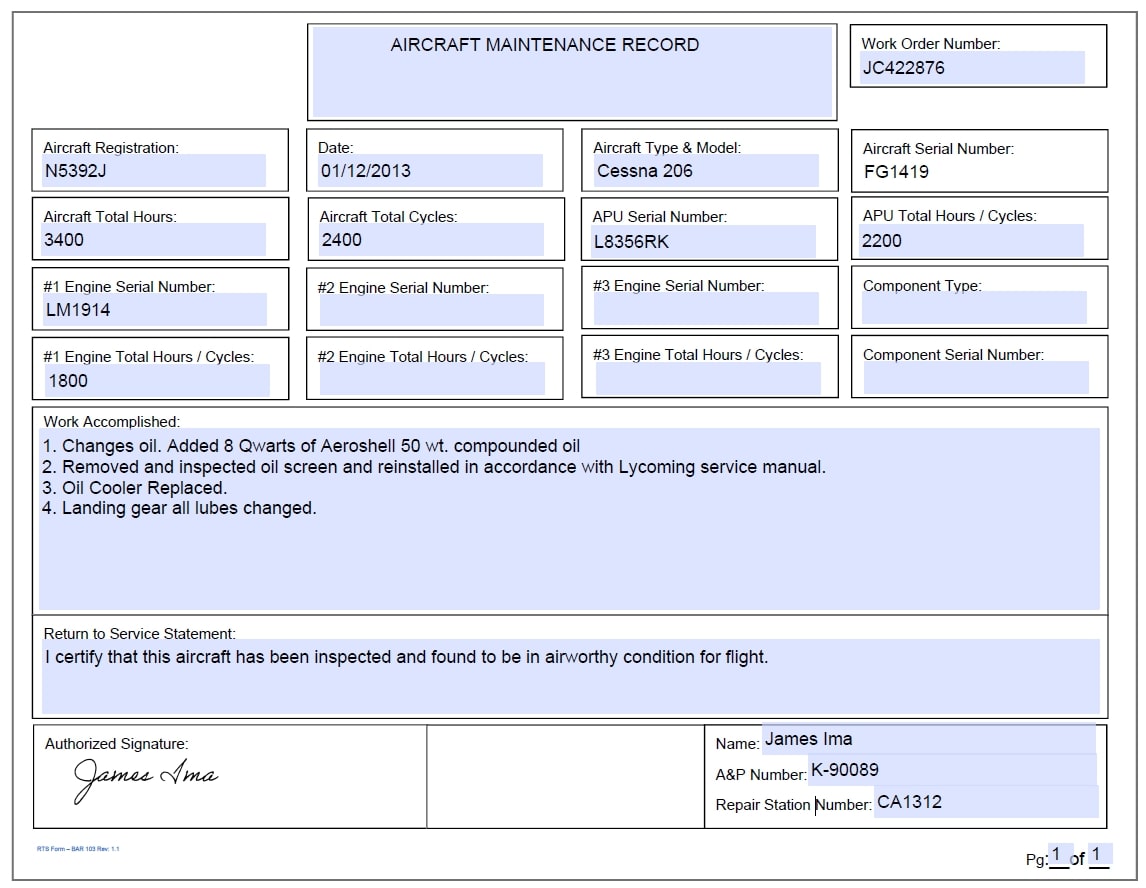 AIRCRAFT MAINTENANCE RECORD
Work Order Number:
JC422876
Aircraft Registration:
N5392J
Date:
01/12/2013
Aircraft Type & Model:
Cessna 206
Aircraft Serial Number:
FG1419
Aircraft Total Hours:
3400
Aircraft Total Cycles:
2400
APU Serial Number:
L8356RK
APU Total Hours / Cycles:
2200
#1 Engine Serial Number:
LM1914
#2 Engine Serial Number:
#3 Engine Serial Number:
Component Type:
#1 Engine Total Hours / Cycles:
1800
#2 Engine Total Hours / Cycles:
#3 Engine Total Hours / Cycles:
Component Serial Number:
Work Accomplished:
1. Changes oil. Added 8 Qwarts of Aeroshell 50 wt. compounded oil
2. Removed and inspected oil screen and reinstalled in accordance with Lycoming service manual.
3. Oil Cooler Replaced.
4. Landing gear all lubes changed.
Return to Service Statement:
I certify that this aircraft has been inspected and found to be in airworthy condition for flight.
Authorized Signature:
James Ima
Name: James Ima
A&P Number: K-90089
Repair Station Number: CA1312
RTS Form – BAR 103 Rev: 1.1
Pg: 1 of 1